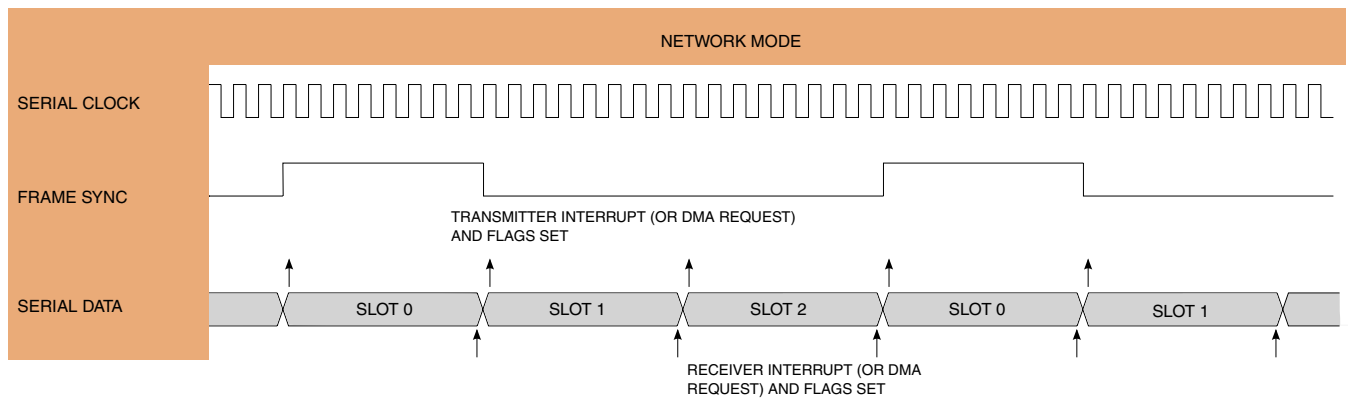 NETWORK MODE
SERIAL CLOCK
FRAME SYNC
TRANSMITTER INTERRUPT (OR DMA REQUEST)
AND FLAGS SET
SERIAL DATA
SLOT 0
SLOT 1
SLOT 2
SLOT 0
SLOT 1
RECEIVER INTERRUPT (OR DMA
REQUEST) AND FLAGS SET